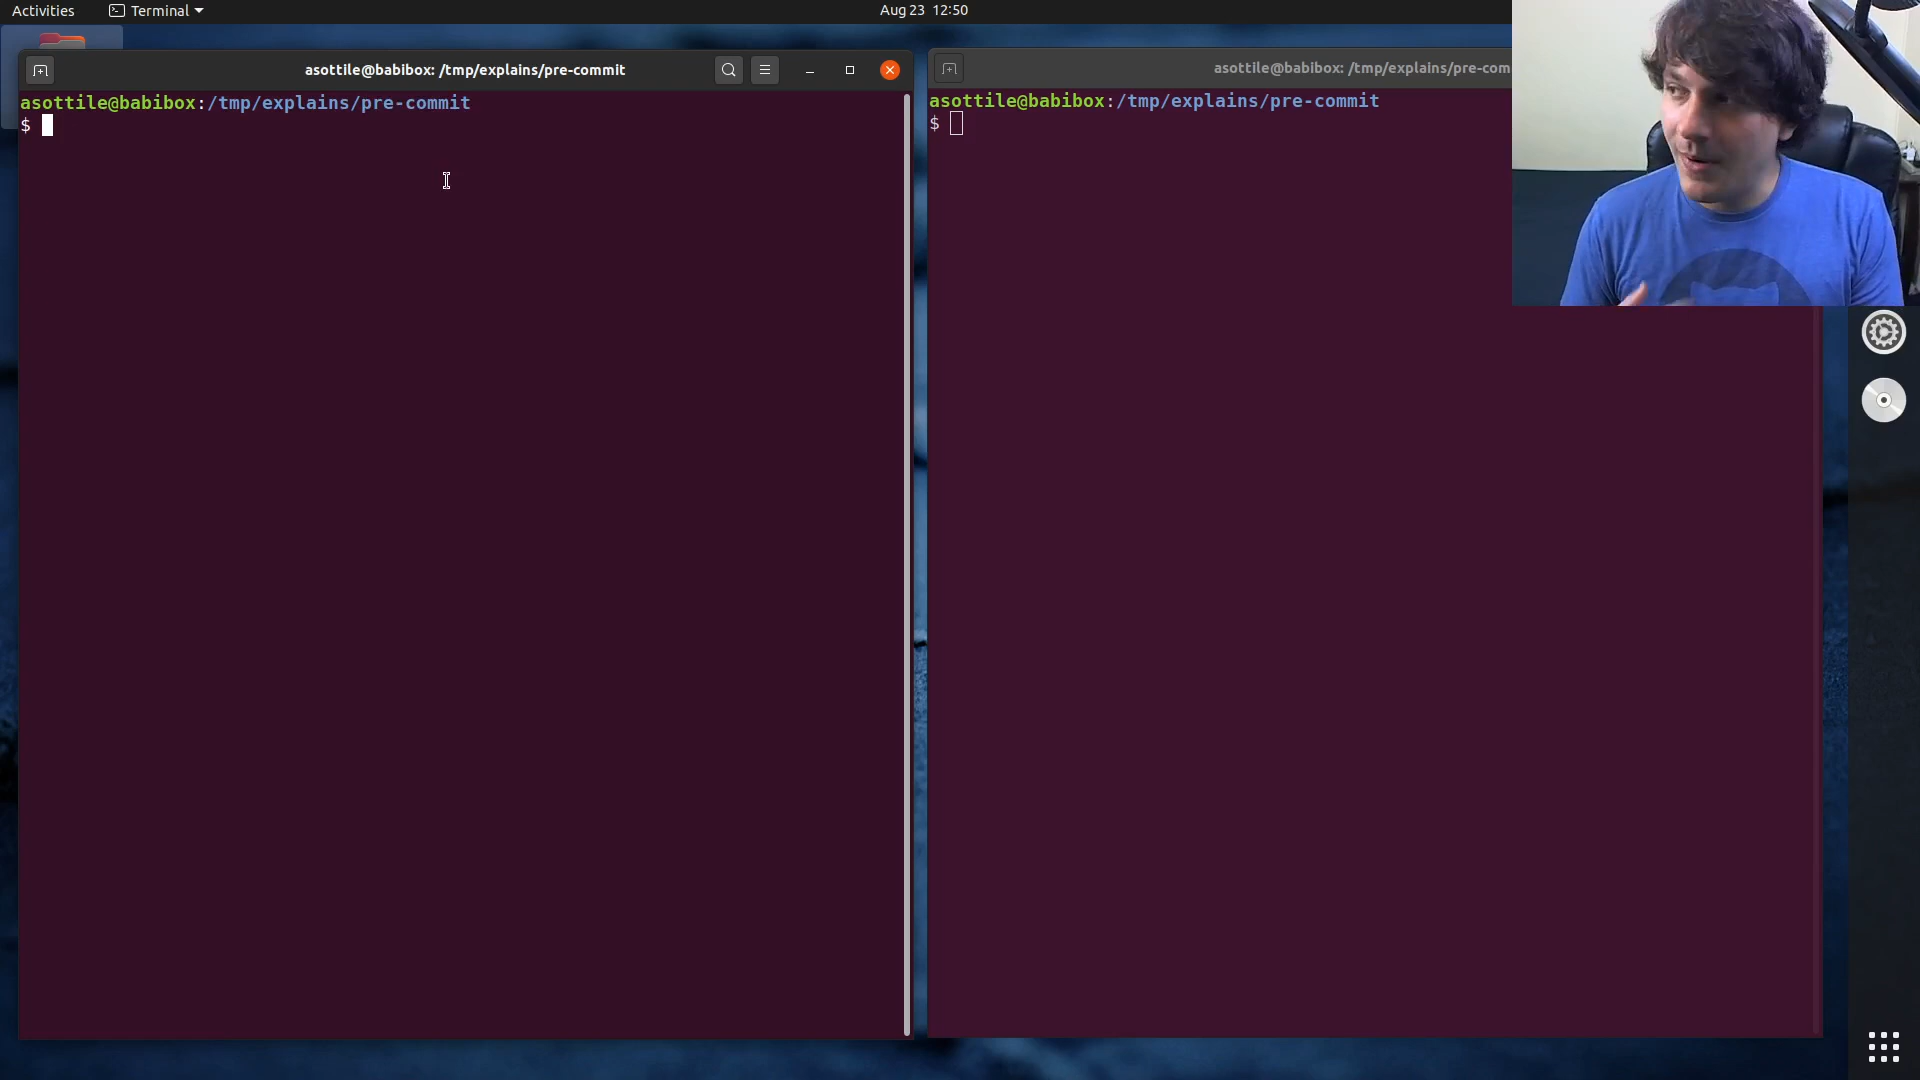 Activities
Terminal
Aug 23 12:50
asottile@babibox: /tmp/explains/pre-commit
asottile@babibox:/tmp/explains/pre-commit
$
asottile@babibox: /tmp/explains/pre-com
asottile@babibox:/tmp/explains/pre-commit
$